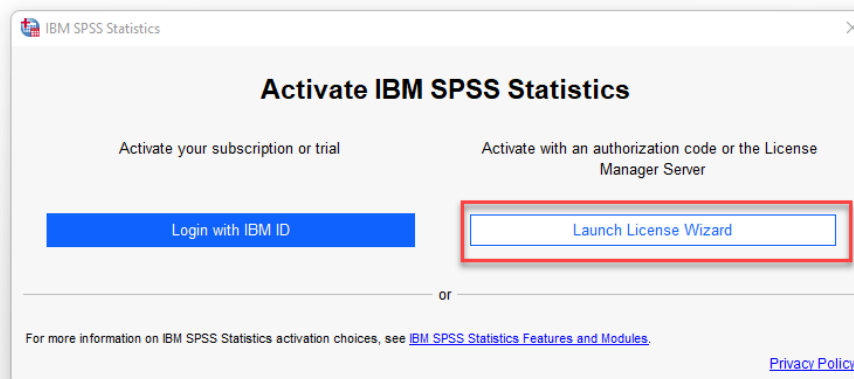 IBM SPSS Statistics
Activate IBM SPSS Statistics
Activate your subscription or trial
Login with IBM ID
Activate with an authorization code or the License
Manager Server
Launch License Wizard
or
For more information on IBM SPSS Statistics activation choices, see IBM SPSS Statistics Features and Modules.
Privacy Policy